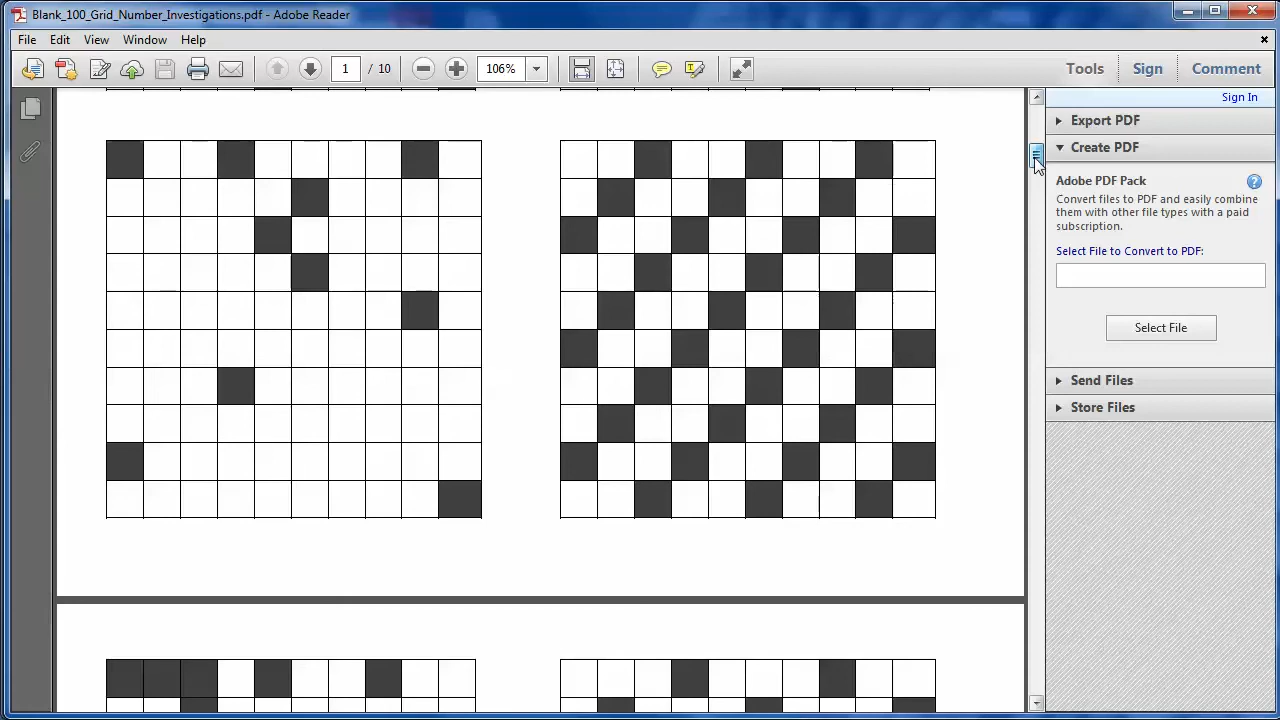 Blank_100_Grid_Number_Investigations.pdf - Adobe Reader
File Edit View Window Help
1 / 10 106% Tools Sign Comment
Sign In
Export PDF
Create PDF
Adobe PDF Pack
Convert files to PDF and easily combine
them with other file types with a paid
subscription.
Select File to Convert to PDF:
Select File
Send Files
Store Files